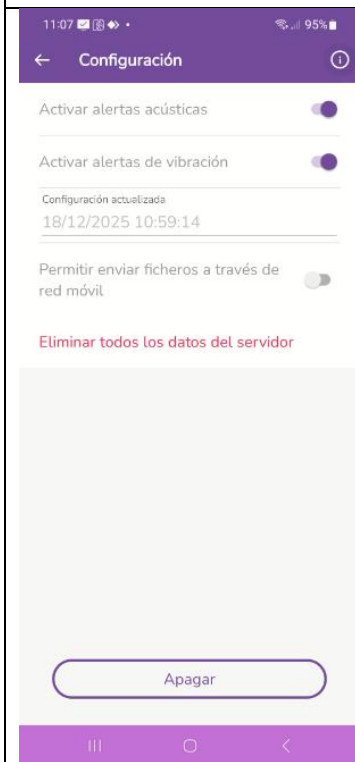 11:07
95%
Configuración
Activar alertas acústicas
Activar alertas de vibración
Configuración actualizada
18/12/2025 10:59:14
Permitir enviar ficheros a través de
red móvil
Eliminar todos los datos del servidor
Apagar